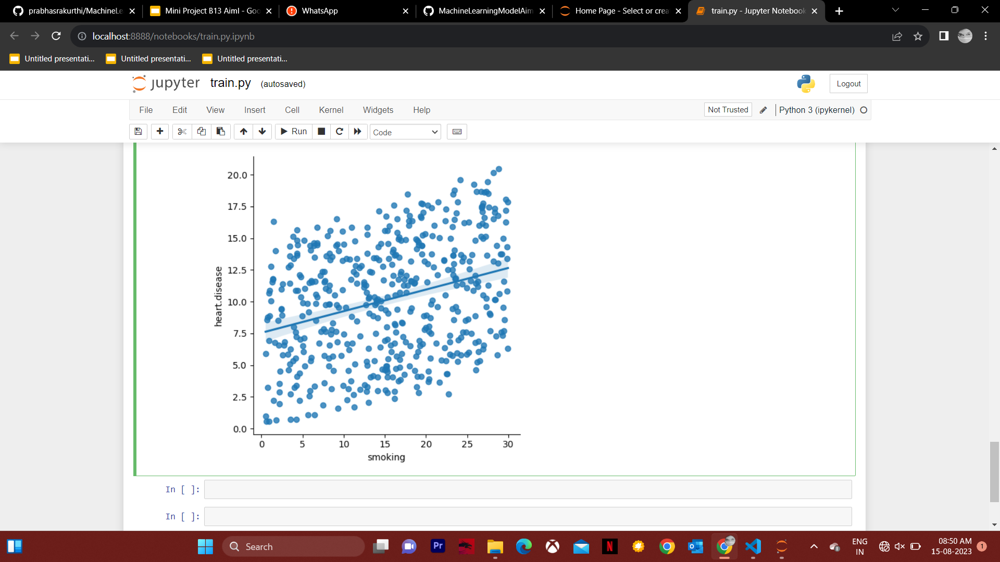 prabhasrakurthi/MachineLe
Mini Project B13 Aiml - Goo
WhatsApp
MachineLearningModelAim
Home Page - Select or crea
train.py - Jupyter Notebook
localhost:8888/notebooks/train.py.ipynb
Untitled presentati...
Untitled presentati...
Untitled presentati...
jupyter train.py (autosaved)
Logout
File Edit View Insert Cell Kernel Widgets Help
Not Trusted
Python 3 (ipykernel)
Run
Code
20.0
17.5
15.0
12.5
10.0
7.5
5.0
2.5
0.0
heart.disease
0 5 10 15 20 25 30
smoking
In [ ]:
In [ ]:
Search
Pr
N
ENG
IN
08:50 AM
15-08-2023
1